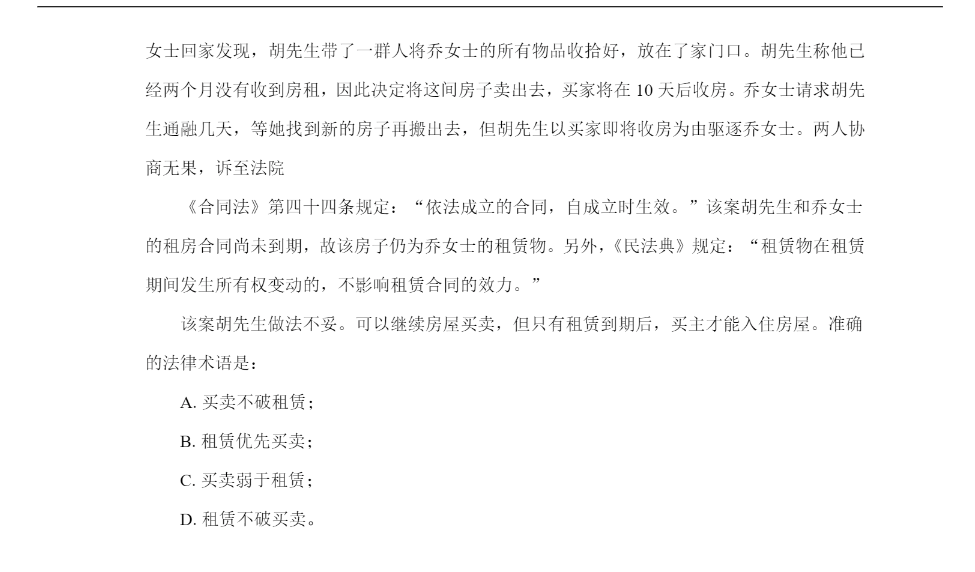 女士回家发现，胡先生带了一群人将乔女士的所有物品收拾好，放在了家门口。胡先生称他已
经两个月没有收到房租，因此决定将这间房子卖出去，买家将在 10 天后收房。乔女士请求胡先
生通融几天，等她找到新的房子再搬出去，但胡先生以买家即将收房为由驱逐乔女士。两人协
商无果，诉至法院
《合同法》第四十四条规定：“依法成立的合同，自成立时生效。”该案胡先生和乔女士
的租房合同尚未到期，故该房子仍为乔女士的租赁物。另外，《民法典》规定：“租赁物在租赁
期间发生所有权变动的，不影响租赁合同的效力。”
该案胡先生做法不妥。可以继续房屋买卖，但只有租赁到期后，买主才能入住房屋。准确
的法律术语是：
A. 买卖不破租赁；
B. 租赁优先买卖；
C. 买卖弱于租赁；
D. 租赁不破买卖。